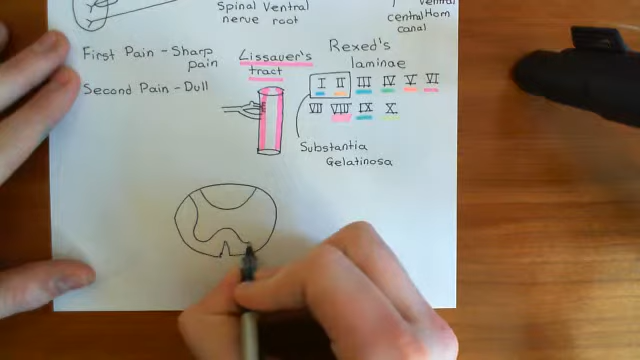 Spinal Ventral
nerve root
Ventral
central Horn
canal
First Pain - Sharp
pain
Second Pain - Dull
Lissauer's
tract
Rexed's
laminae
I II III IV V VI
VII VIII IX X
Substantia
Gelatinosa